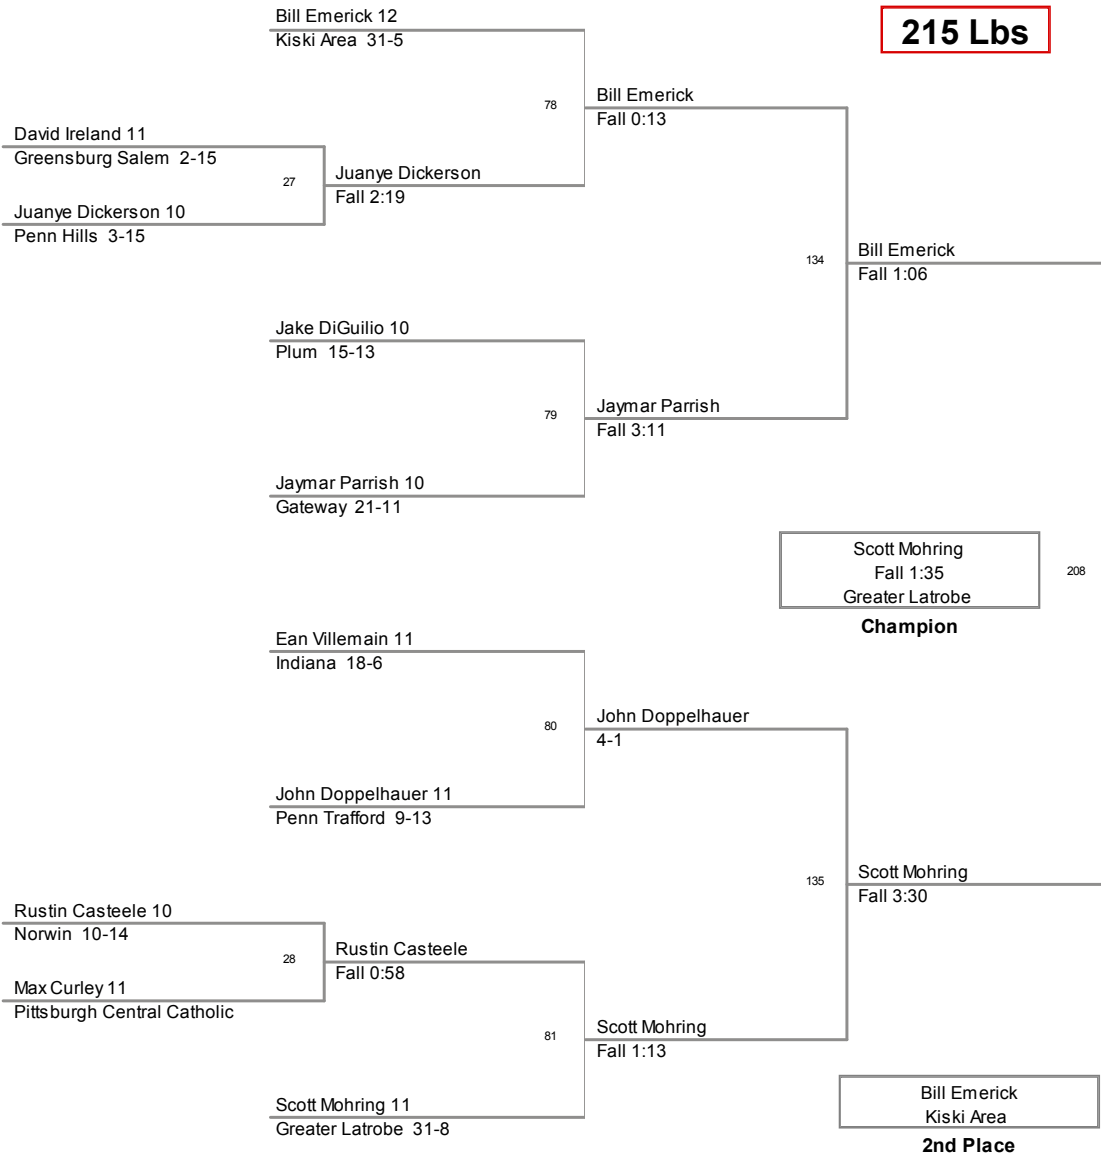 Bill Emerick 12
Kiski Area 31-5
215 Lbs
78
Bill Emerick
Fall 0:13
David Ireland 11
Greensburg Salem 2-15
27
Juanye Dickerson
Fall 2:19
Juanye Dickerson 10
Penn Hills 3-15
134
Bill Emerick
Fall 1:06
Jake DiGuilio 10
Plum 15-13
79
Jaymar Parrish
Fall 3:11
Jaymar Parrish 10
Gateway 21-11
Scott Mohring
Fall 1:35
Greater Latrobe
208
Champion
Ean Villemain 11
Indiana 18-6
80
John Doppelhauer
4-1
John Doppelhauer 11
Penn Trafford 9-13
135
Scott Mohring
Fall 3:30
Rustin Casteele 10
Norwin 10-14
28
Rustin Casteele
Fall 0:58
Max Curley 11
Pittsburgh Central Catholic
81
Scott Mohring
Fall 1:13
Scott Mohring 11
Greater Latrobe 31-8
Bill Emerick
Kiski Area
2nd Place